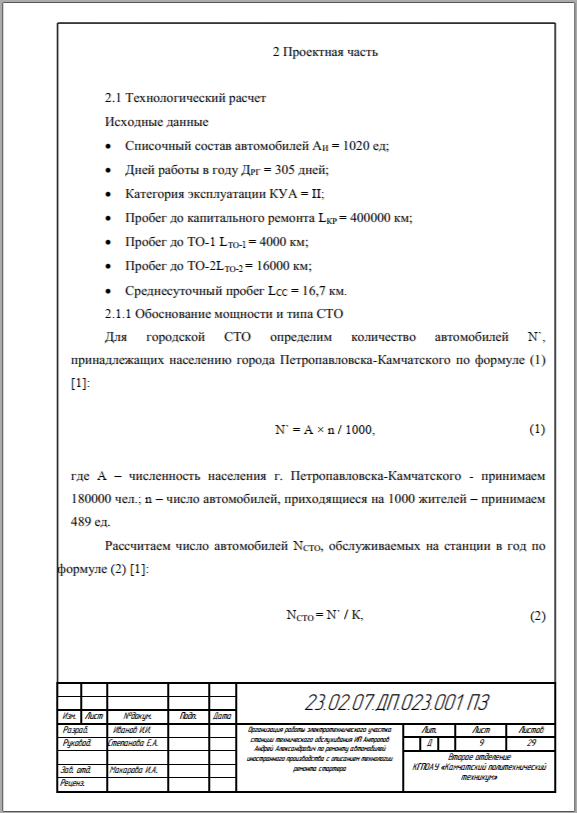 2 Проектная часть
2.1 Технологический расчет
Исходные данные
• Списочный состав автомобилей АИ = 1020 ед;
• Дней работы в году ДРГ = 305 дней;
• Категория эксплуатации КУА = II;
• Пробег до капитального ремонта LКР = 400000 км;
• Пробег до ТО-1 LТО-1 = 4000 км;
• Пробег до ТО-2LТО-2 = 16000 км;
• Среднесуточный пробег LСС = 16,7 км.
2.1.1 Обоснование мощности и типа СТО
Для городской СТО определим количество автомобилей N`,
принадлежащих населению города Петропавловска-Камчатского по формуле (1)
[1]:
N` = A × n / 1000, (1)
где А – численность населения г. Петропавловска-Камчатского - принимаем
180000 чел.; n – число автомобилей, приходящиеся на 1000 жителей – принимаем
489 ед.
Рассчитаем число автомобилей NСТО, обслуживаемых на станции в год по
формуле (2) [1]:
NСТО = N` / K, (2)
23.02.07.ДП.023.001 ПЗ
Изм. Лист №докум. Подп. Дата
Разраб. Иванов И.И.
Руковод. Степанова Е.А.
Зав. отд. Макарова И.А.
Реценз.
Организация работы электротехнического участка
станции технического обслуживания ИП Антропов
Андрей Александрович по ремонту автомобилей
иностранного производства с описанием технологии
ремонта стартера
Лит. Лист Листов
Д 9 29
Второе отделение
КГПОАУ «Камчатский политехнический
техникум»